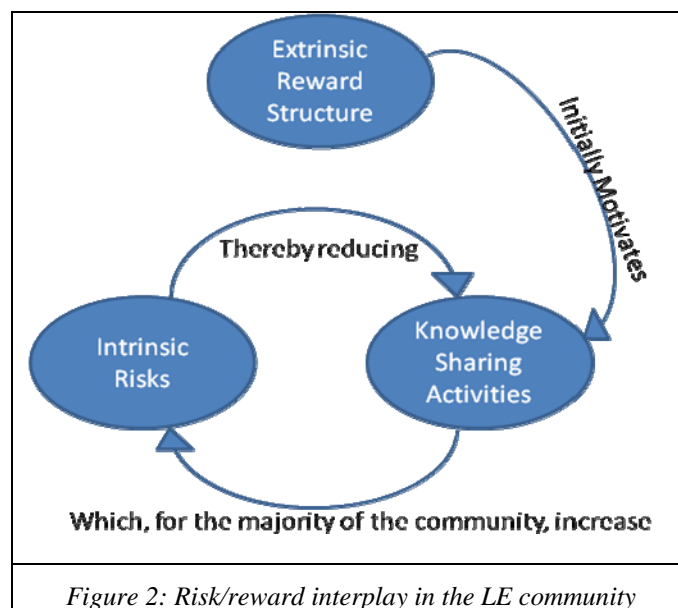 Extrinsic
Reward
Structure
Initially Motivates
Thereby reducing
Intrinsic
Risks
Knowledge
Sharing
Activities
Which, for the majority of the community, increase
Figure 2: Risk/reward interplay in the LE community